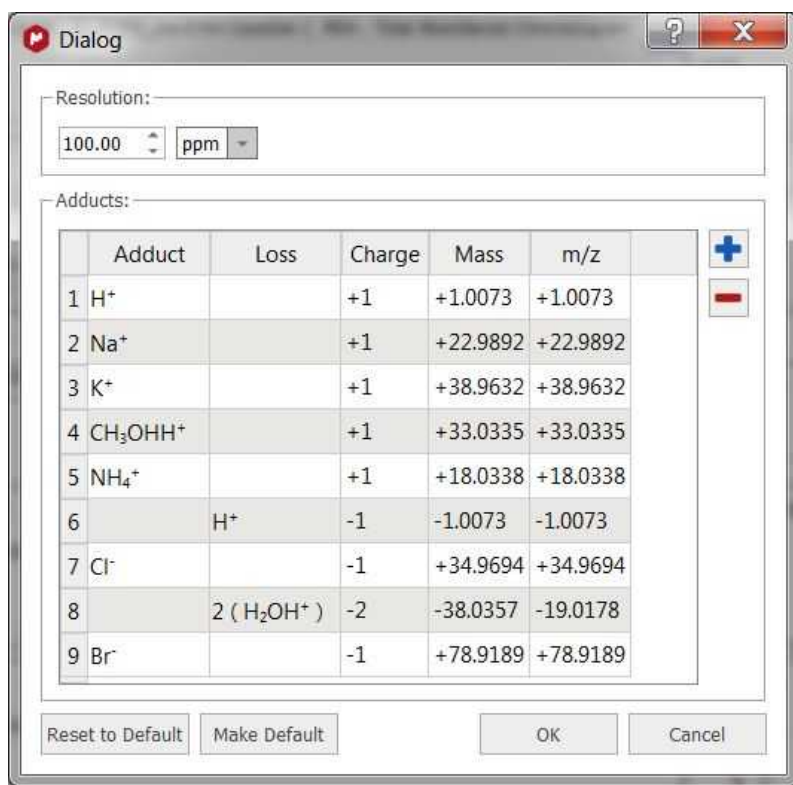 Dialog
Resolution:
100.00 ppm
Adducts:
Adduct Loss Charge Mass m/z
1 H⁺ +1 +1.0073 +1.0073
2 Na⁺ +1 +22.9892 +22.9892
3 K⁺ +1 +38.9632 +38.9632
4 CH₃OHH⁺ +1 +33.0335 +33.0335
5 NH₄⁺ +1 +18.0338 +18.0338
6 H⁺ -1 -1.0073 -1.0073
7 Cl⁻ -1 +34.9694 +34.9694
8 2 ( H₂OH⁺ ) -2 -38.0357 -19.0178
9 Br⁻ -1 +78.9189 +78.9189
Reset to Default Make Default OK Cancel